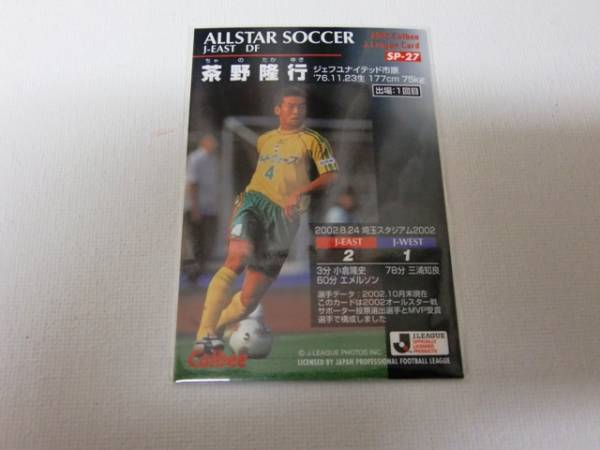 ALLSTAR SOCCER
J-EAST DF
2002 Calbee
J.League Card
SP-27
ちゃ の たか ゆき
茶野隆行
ジェフユナイテッド市原
'76.11.23生 177cm 75kg
出場:1回目
4
2002.8.24 埼玉スタジアム2002
J-EAST J-WEST
2 1
3分 小倉隆史 78分 三浦知良
60分 エメルソン
選手データ:2002.10月末現在
このカードは2002オールスター戦
サポーター投票選出選手とMVP受賞
選手で構成しました
Calbee
© J.LEAGUE PHOTOS INC.
LICENSED BY JAPAN PROFESSIONAL FOOTBALL LEAGUE
J.LEAGUE
OFFICIALLY
LICENSED
PRODUCTS